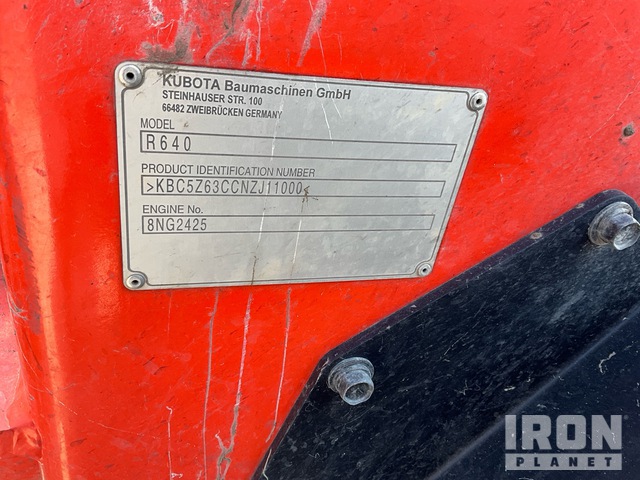 KUBOTA Baumaschinen GmbH
STEINHAUSER STR. 100
66482 ZWEIBRÜCKEN GERMANY
MODEL
R640
PRODUCT IDENTIFICATION NUMBER
>KBC5Z63CCNZJ11000<
ENGINE No.
8NG2425
IRON
PLANET